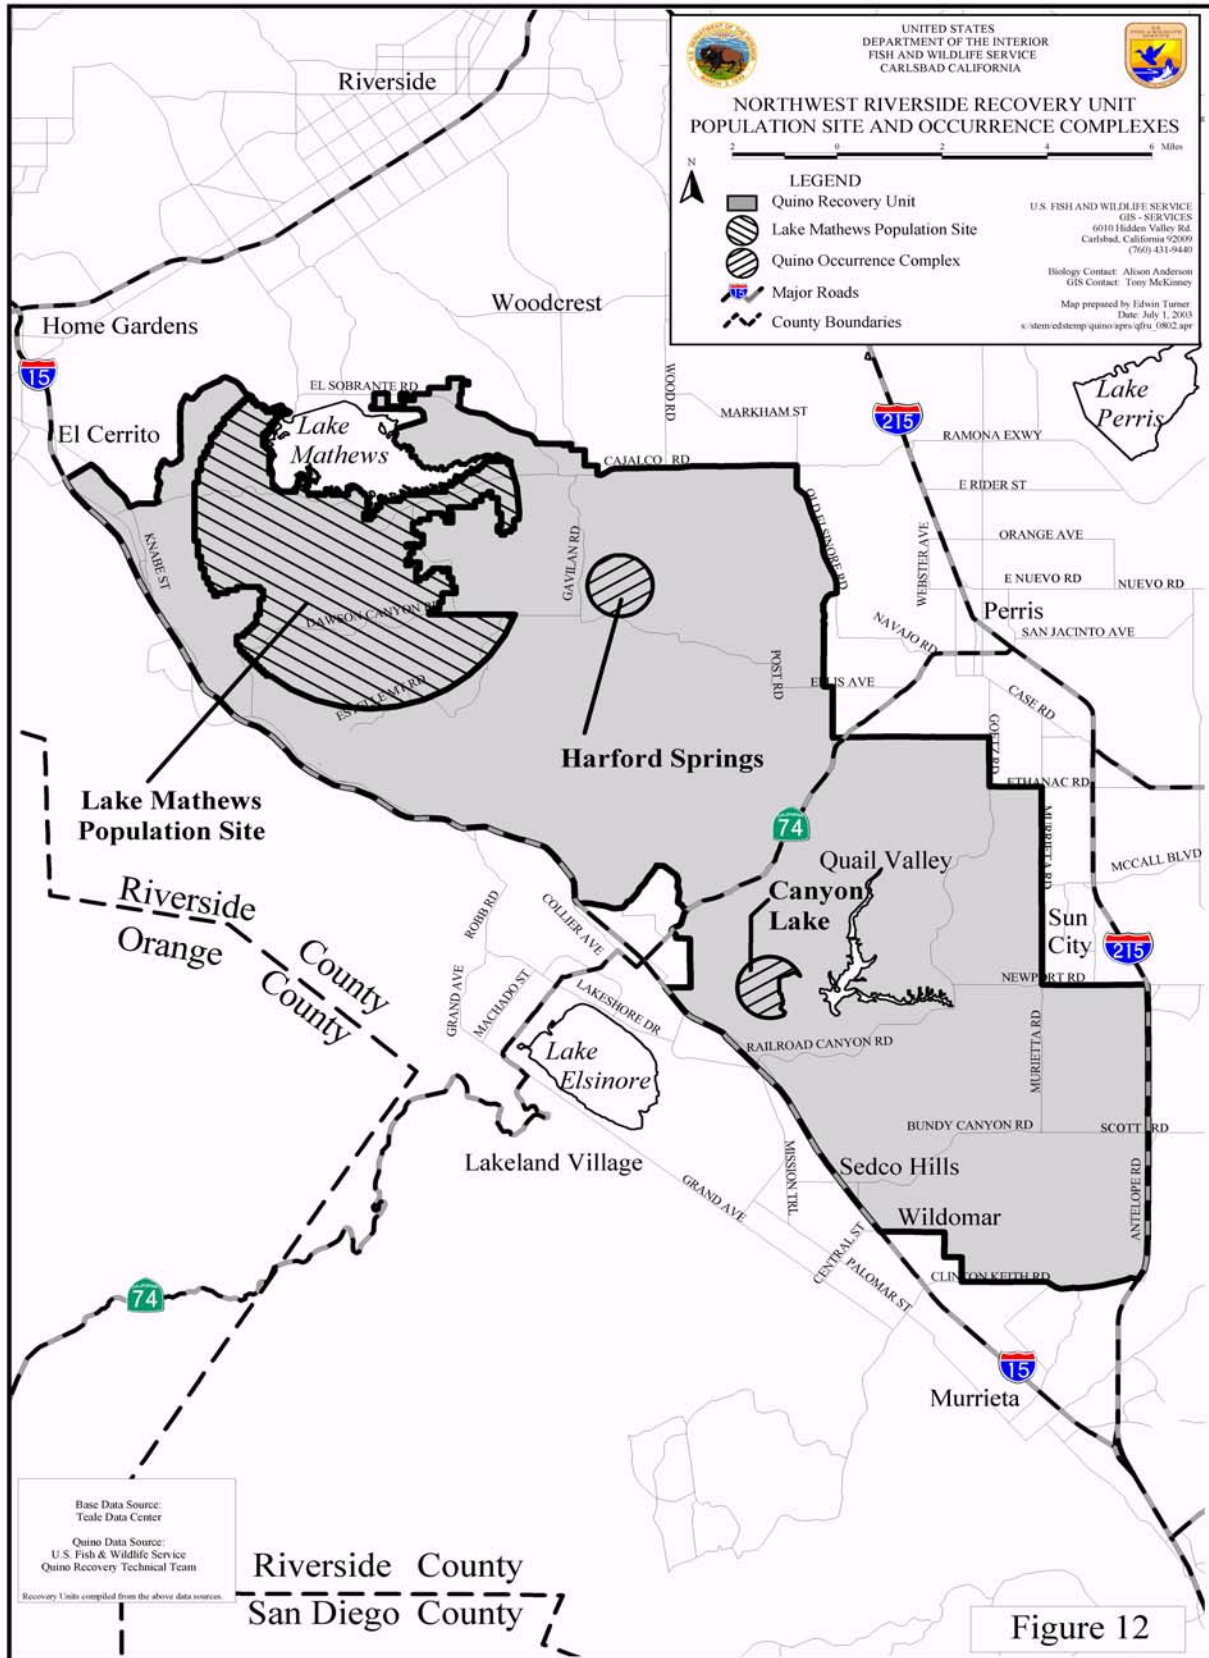 UNITED STATES
DEPARTMENT OF THE INTERIOR
FISH AND WILDLIFE SERVICE
CARLSBAD CALIFORNIA
NORTHWEST RIVERSIDE RECOVERY UNIT
POPULATION SITE AND OCCURRENCE COMPLEXES
2 0 2 4 6 Miles
N
LEGEND
Quino Recovery Unit
Lake Mathews Population Site
Quino Occurrence Complex
15 Major Roads
County Boundaries
U.S. FISH AND WILDLIFE SERVICE
GIS - SERVICES
6010 Hidden Valley Rd.
Carlsbad, California 92009
(760) 431-9440
Biology Contact: Alison Anderson
GIS Contact: Tony McKinney
Map prepared by Edwin Turner
Date: July 1, 2003
Riverside
Woodcrest
Home Gardens
15
El Cerrito
EL SOBRANTE RD
Lake
Mathews
WOOD RD
MARKHAM ST
215
Lake
Perris
RAMONA EXWY
CAJALCO RD
E RIDER ST
OLD ELSINORE RD
WEBSTER AVE
ORANGE AVE
KNABE ST
GAVILAN RD
E NUEVO RD
NUEVO RD
DAWSON CANYON RD
Perris
NAVAJO RD
SAN JACINTO AVE
POST RD
ELLIS AVE
CASE RD
GOETZ RD
Harford Springs
ETHANAC RD
Lake Mathews
Population Site
74
MURRIETA RD
Quail Valley
MCCALL BLVD
Canyon
Lake
Riverside
Orange
County
County
ROBB RD
COLLIER AVE
Sun
City
215
NEWPORT RD
GRAND AVE
MACHADO ST
LAKESHORE DR
RAILROAD CANYON RD
MURIETTA RD
Lake
Elsinore
BUNDY CANYON RD
SCOTT RD
Lakeland Village
MISSION TRL
Sedco Hills
GRAND AVE
ANTELOPE RD
Wildomar
CENTRAL ST
PALOMAR ST
CLINTON KEITH RD
74
15
Murrieta
Base Data Source:
Teale Data Center
Quino Data Source:
U.S. Fish & Wildlife Service
Quino Recovery Technical Team
Recovery Units compiled from the above data sources.
Riverside County
San Diego County
Figure 12